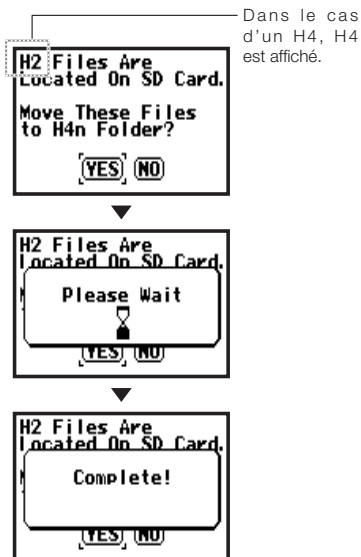 Dans le cas
d'un H4, H4
est affiché.
H2 Files Are
Located On SD Card.
Move These Files
to H4n Folder?
YES NO
H2 Files Are
Located On SD Card.
Please Wait
YES NO
H2 Files Are
Located On SD Card.
Complete!
YES NO